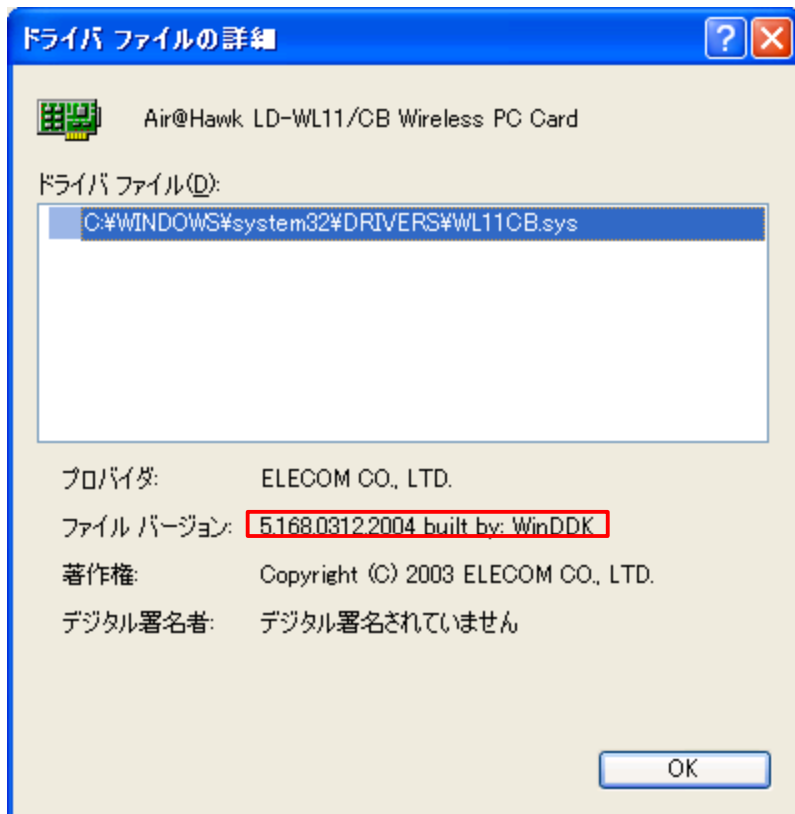 ドライバ ファイルの詳細
Air@Hawk LD-WL11/CB Wireless PC Card
ドライバ ファイル(D):
C:¥WINDOWS¥system32¥DRIVERS¥WL11CB.sys
プロバイダ: ELECOM CO., LTD.
ファイル バージョン: 5.168.0312.2004 built by: WinDDK
著作権: Copyright (C) 2003 ELECOM CO., LTD.
デジタル署名者: デジタル署名されていません
OK